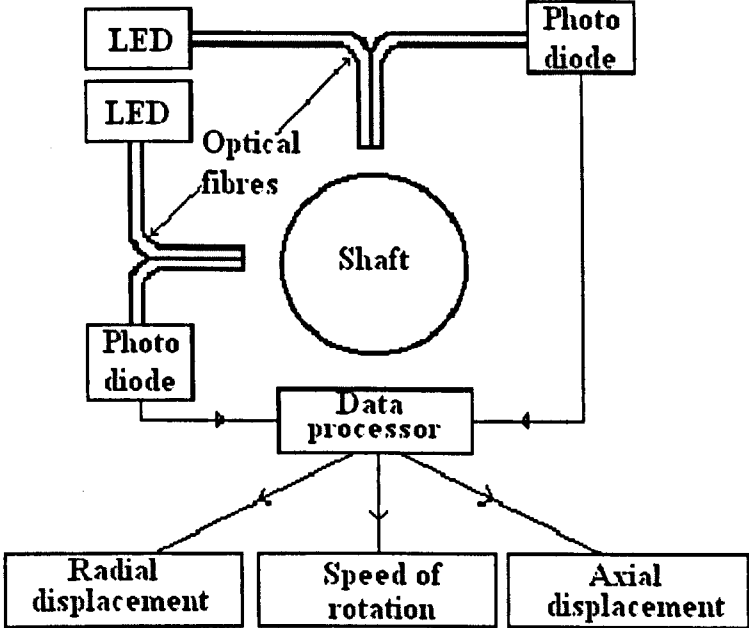 LED
Photo
diode
LED
Optical
fibres
Shaft
Photo
diode
Data
processor
Radial
displacement
Speed of
rotation
Axial
displacement